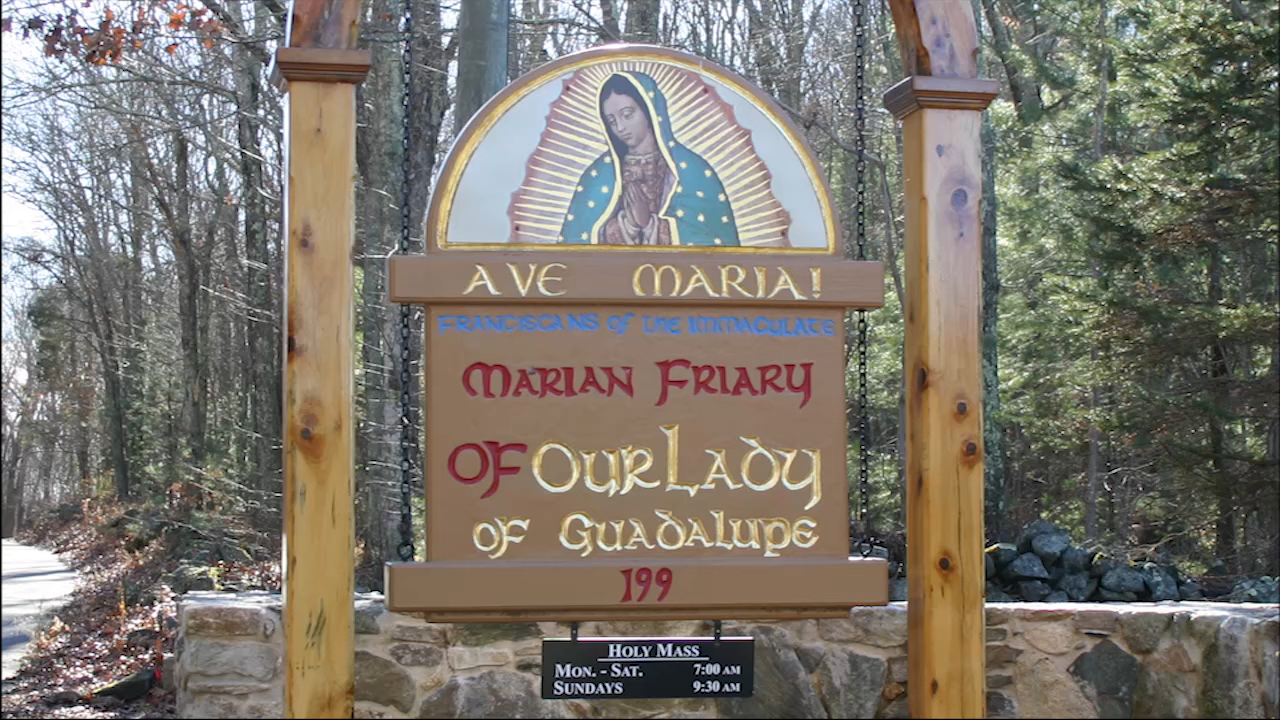 AVE MARIA!
FRANCISCANS OF THE IMMACULATE
MARIAN FRIARY
OF OUR LADY
OF GUADALUPE
199
HOLY MASS
MON. - SAT. 7:00 AM
SUNDAYS 9:30 AM